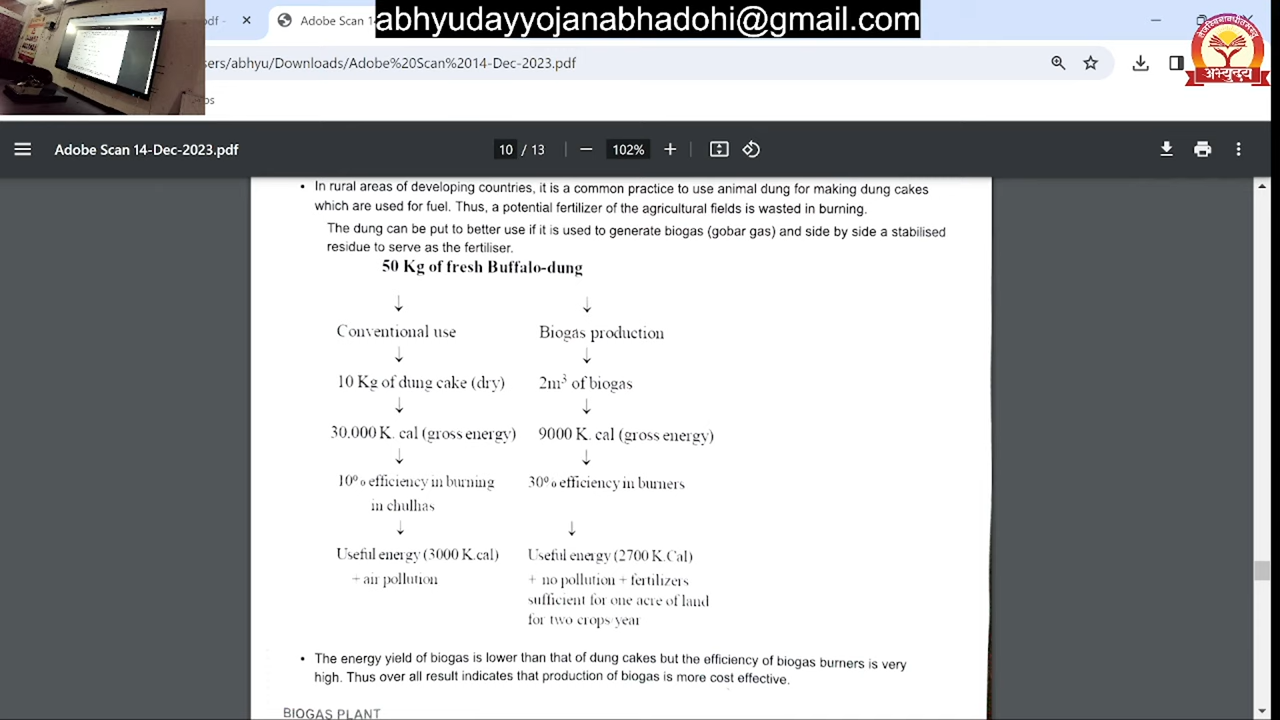 pdf -
Adobe Scan 14
abhyudayyojanabhadohi@gmail.com
अभ्युदय
sers/abhyu/Downloads/Adobe%20Scan%2014-Dec-2023.pdf
Adobe Scan 14-Dec-2023.pdf
10 / 13
102%
• In rural areas of developing countries, it is a common practice to use animal dung for making dung cakes
which are used for fuel. Thus, a potential fertilizer of the agricultural fields is wasted in burning.
The dung can be put to better use if it is used to generate biogas (gobar gas) and side by side a stabilised
residue to serve as the fertiliser.
50 Kg of fresh Buffalo-dung
↓ ↓
Conventional use Biogas production
↓ ↓
10 Kg of dung cake (dry) 2m³ of biogas
↓ ↓
30.000 K. cal (gross energy) 9000 K. cal (gross energy)
↓ ↓
10% efficiency in burning 30% efficiency in burners
in chulhas
↓ ↓
Useful energy (3000 K.cal) Useful energy (2700 K.Cal)
+ air pollution + no pollution + fertilizers
sufficient for one acre of land
for two crops/year
• The energy yield of biogas is lower than that of dung cakes but the efficiency of biogas burners is very
high. Thus over all result indicates that production of biogas is more cost effective.
BIOGAS PLANT